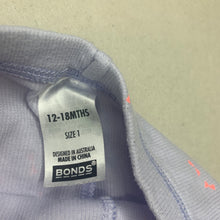 12-18MTHS
SIZE 1
DESIGNED IN AUSTRALIA
MADE IN CHINA
BONDS